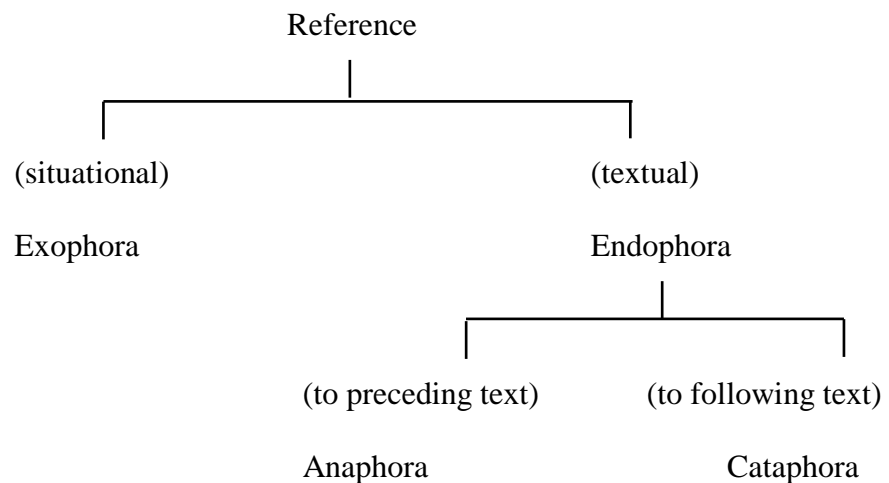 Reference
(situational) (textual)
Exophora Endophora
(to preceding text) (to following text)
Anaphora Cataphora